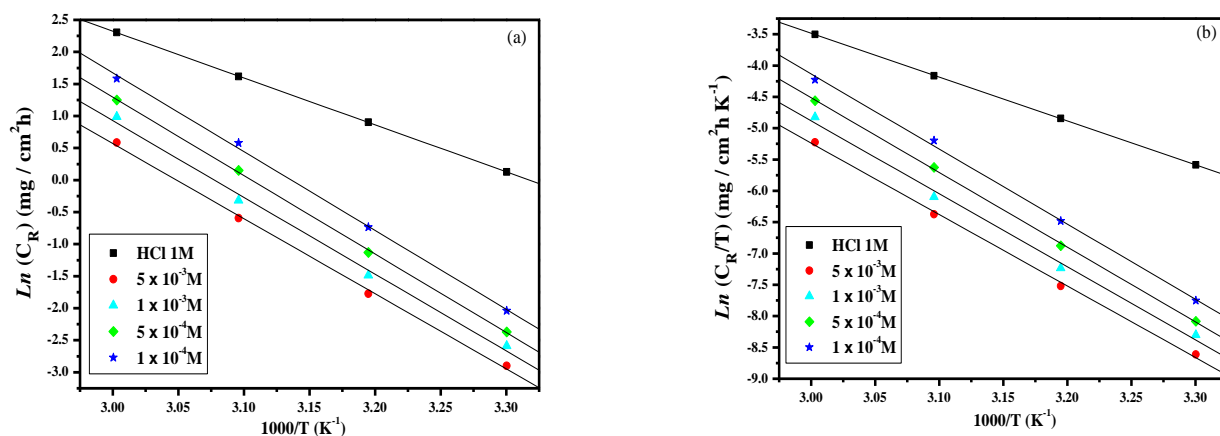 (a)
Ln (C_R) (mg / cm²h)
2.5
2.0
1.5
1.0
0.5
0.0
-0.5
-1.0
-1.5
-2.0
-2.5
-3.0
HCl 1M
5 x 10⁻³M
1 x 10⁻³M
5 x 10⁻⁴M
1 x 10⁻⁴M
3.00 3.05 3.10 3.15 3.20 3.25 3.30
1000/T (K⁻¹)
(b)
Ln (C_R/T) (mg / cm²h K⁻¹)
-3.5
-4.0
-4.5
-5.0
-5.5
-6.0
-6.5
-7.0
-7.5
-8.0
-8.5
-9.0
HCl 1M
5 x 10⁻³M
1 x 10⁻³M
5 x 10⁻⁴M
1 x 10⁻⁴M
3.00 3.05 3.10 3.15 3.20 3.25 3.30
1000/T (K⁻¹)